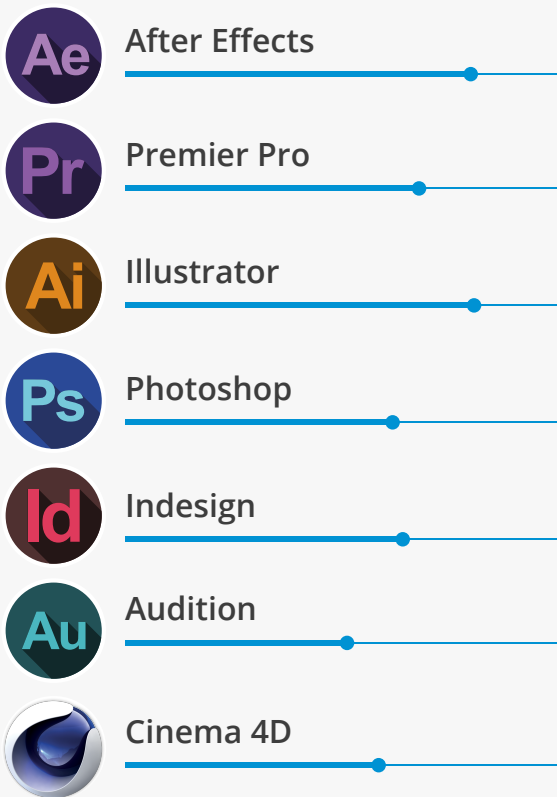 Ae After Effects
Pr Premier Pro
Ai Illustrator
Ps Photoshop
Id Indesign
Au Audition
Cinema 4D